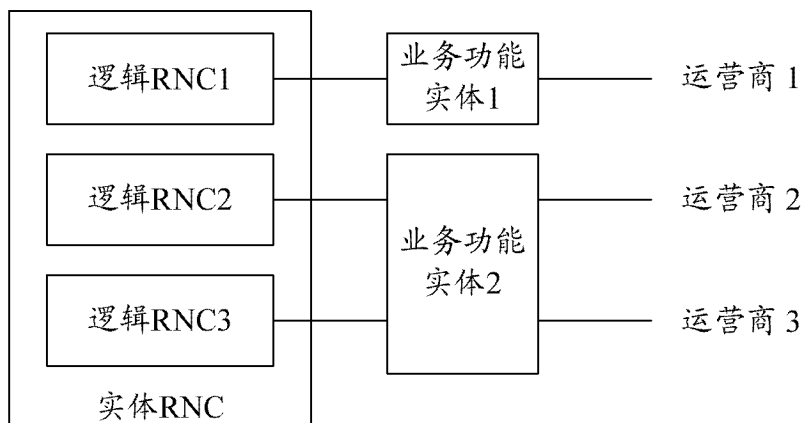 逻辑RNC1
业务功能
实体1
运营商 1
逻辑RNC2
业务功能
实体2
运营商 2
逻辑RNC3
运营商 3
实体RNC